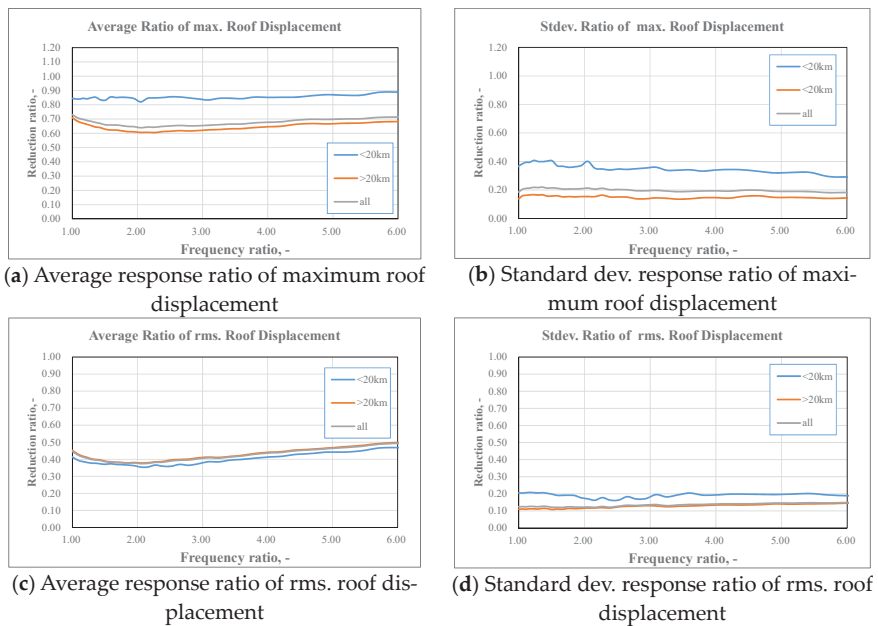 Average Ratio of max. Roof Displacement
Reduction ratio, -
1.20
1.10
1.00
0.90
0.80
0.70
0.60
0.50
0.40
0.30
0.20
0.10
0.00
<20km
>20km
all
1.00 2.00 3.00 4.00 5.00 6.00
Frequency ratio, -
(a) Average response ratio of maximum roof
displacement
Stdev. Ratio of max. Roof Displacement
Reduction ratio, -
1.20
1.00
0.80
0.60
0.40
0.20
0.00
<20km
<20km
all
1.00 2.00 3.00 4.00 5.00 6.00
Frequency ratio, -
(b) Standard dev. response ratio of maxi-
mum roof displacement
Average Ratio of rms. Roof Displacement
Reduction ratio, -
1.00
0.90
0.80
0.70
0.60
0.50
0.40
0.30
0.20
0.10
0.00
<20km
>20km
all
1.00 2.00 3.00 4.00 5.00 6.00
Frequency ratio, -
(c) Average response ratio of rms. roof dis-
placement
Stdev. Ratio of rms. Roof Displacement
Reduction ratio, -
1.00
0.90
0.80
0.70
0.60
0.50
0.40
0.30
0.20
0.10
0.00
<20km
>20km
all
1.00 2.00 3.00 4.00 5.00 6.00
Frequency ratio, -
(d) Standard dev. response ratio of rms. roof
displacement